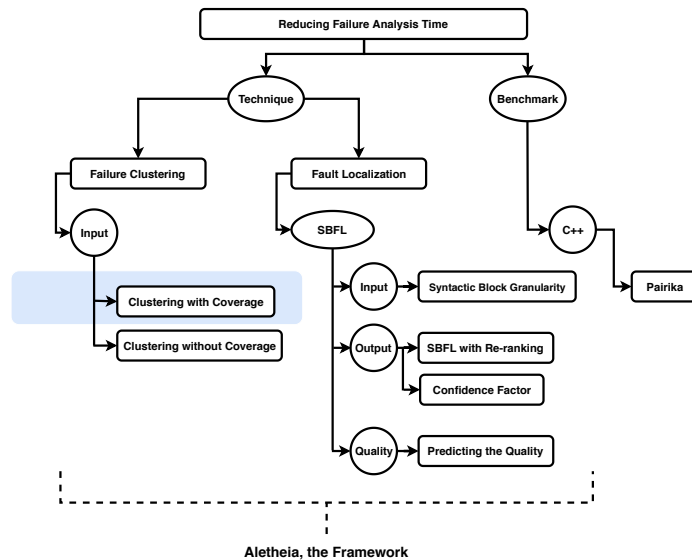 Reducing Failure Analysis Time
Technique
Benchmark
Failure Clustering
Fault Localization
Input
SBFL
C++
Clustering with Coverage
Input
Syntactic Block Granularity
Pairika
Clustering without Coverage
Output
SBFL with Re-ranking
Confidence Factor
Quality
Predicting the Quality
Aletheia, the Framework